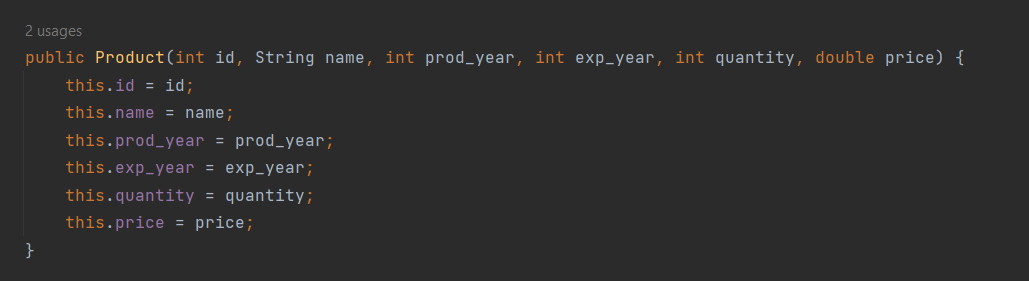 2 usages
public Product(int id, String name, int prod_year, int exp_year, int quantity, double price) {
    this.id = id;
    this.name = name;
    this.prod_year = prod_year;
    this.exp_year = exp_year;
    this.quantity = quantity;
    this.price = price;
}